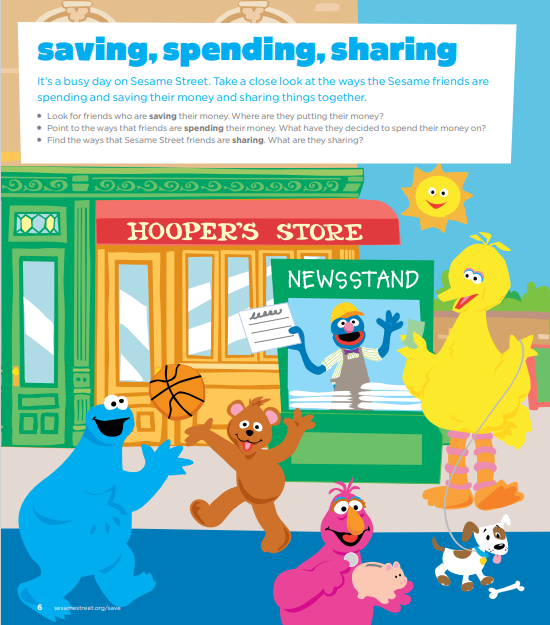 saving, spending, sharing
It's a busy day on Sesame Street. Take a close look at the ways the Sesame friends are
spending and saving their money and sharing things together.
• Look for friends who are saving their money. Where are they putting their money?
• Point to the ways that friends are spending their money. What have they decided to spend their money on?
• Find the ways that Sesame Street friends are sharing. What are they sharing?
HOOPER'S STORE
NEWSSTAND
6 sesamestreet.org/save